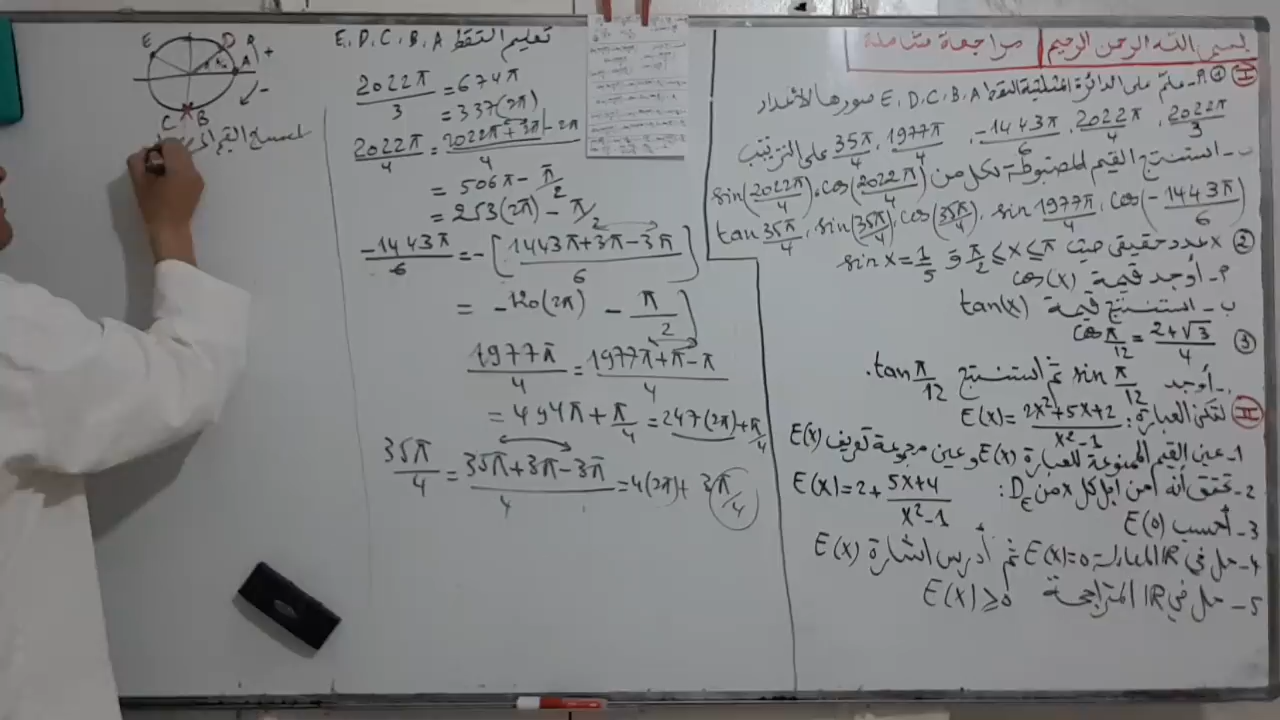 بسم الله الرحمن الرحيم | مراجعة شاملة
I ① أ- علّم على الدائرة المثلثية النقط E, D, C, B, A صورها الأعداد
2022π/3 , 2022π/4 , -1443π/6 , 1977π/4 , 35π/4 على الترتيب
ب- استنتج القيم المضبوطة لكل من sin(2022π/4) , cos(2022π/4)
cos(-1443π/6) , sin 1977π/4 , cos(35π/4) , sin(35π/4) , tan 35π/4
② x عدد حقيقي حيث π/2 ≤ x ≤ π و sin x = 1/5
أ- أوجد قيمة cos(x)
ب- استنتج قيمة tan(x)
③ cos π/12 = 2+√3/4
- أوجد sin π/12 ثم استنتج tan π/12 .
II لتكن العبارة: E(x) = 2x²+5x+2/x²-1
1- عين القيم الممنوعة للعبارة E(x) وعين مجموعة تعريف E(x)
2- تحقق أنه من أجل كل x من D_E : E(x) = 2 + 5x+4/x²-1
3- أحسب E(0)
4- حل في IR المعادلة E(x)=0 ثم أدرس اشارة E(x)
5- حل في IR المتراجحة E(x) ≥ 0
تعليم النقط E. D. C. B. A
2022π/3 = 674π
= 337(2π)
2022π/4 = 2022π+2π-2π/4
= 506π - π/2
= 253(2π) - π/2
-1443π/6 = -[1443π+3π-3π/6]
= -120(2π) - π/2]
1977π/4 = 1977π+π-π/4
= 494π + π/4 = 247(2π) + π/4
35π/4 = 35π+3π-3π/4 = 4(2π) + 3π/4
E D B A + -
C B